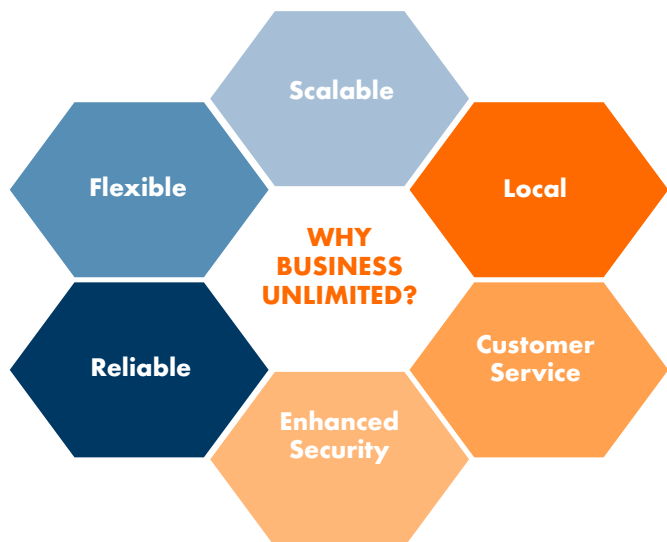 Scalable
Flexible
Local
WHY
BUSINESS
UNLIMITED?
Reliable
Customer
Service
Enhanced
Security